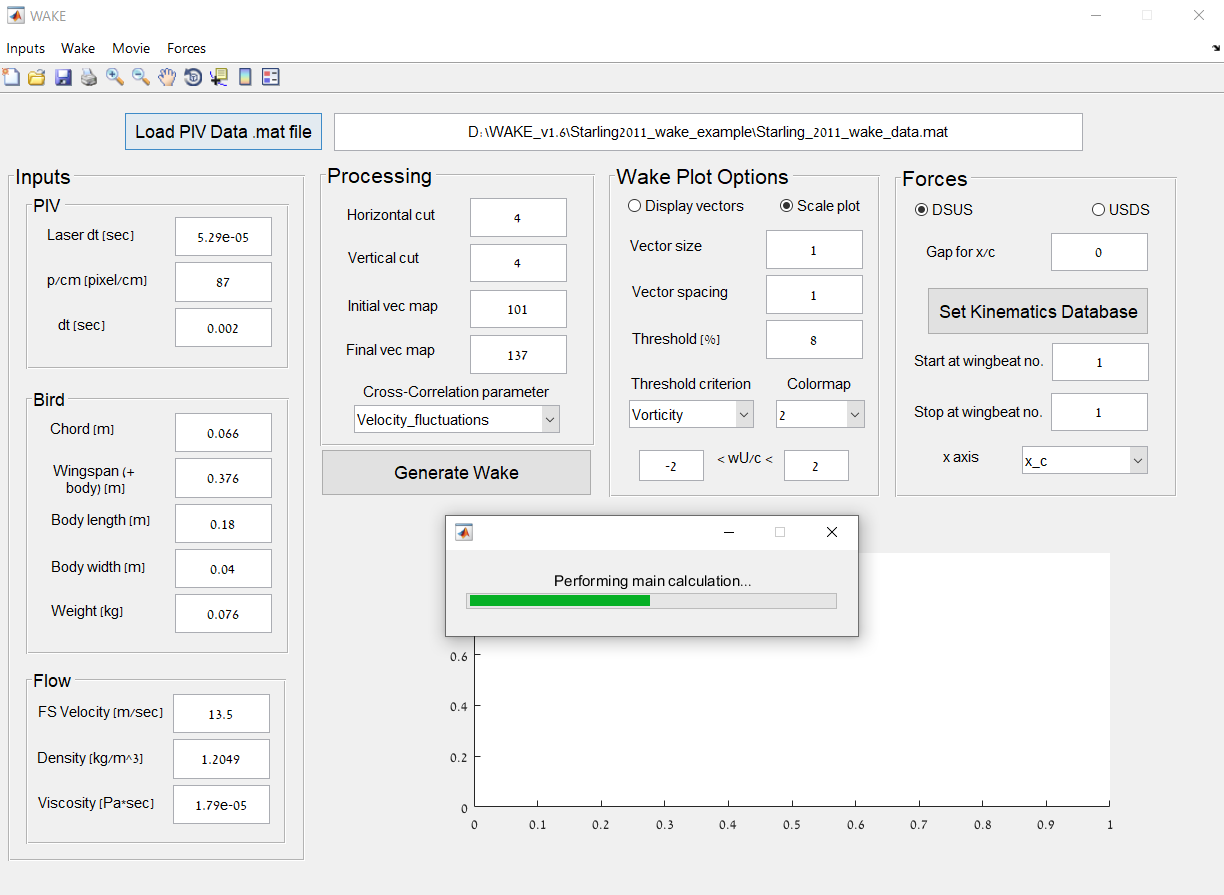 WAKE
Inputs Wake Movie Forces
Load PIV Data .mat file
D:\WAKE_v1.6\Starling2011_wake_example\Starling_2011_wake_data.mat
Inputs
PIV
Laser dt [sec] 5.29e-05
p/cm [pixel/cm] 87
dt [sec] 0.002
Bird
Chord [m] 0.066
Wingspan (+
body) [m] 0.376
Body length [m] 0.18
Body width [m] 0.04
Weight [kg] 0.076
Flow
FS Velocity [m/sec] 13.5
Density [kg/m^3] 1.2049
Viscosity [Pa*sec] 1.79e-05
Processing
Horizontal cut 4
Vertical cut 4
Initial vec map 101
Final vec map 137
Cross-Correlation parameter
Velocity_fluctuations
Generate Wake
Wake Plot Options
Display vectors Scale plot
Vector size 1
Vector spacing 1
Threshold [%] 8
Threshold criterion Colormap
Vorticity 2
-2 < wU/c < 2
Forces
DSUS USDS
Gap for x/c 0
Set Kinematics Database
Start at wingbeat no. 1
Stop at wingbeat no. 1
x axis x_c
Performing main calculation...
0.6
0.4
0.2
0
0 0.1 0.2 0.3 0.4 0.5 0.6 0.7 0.8 0.9 1